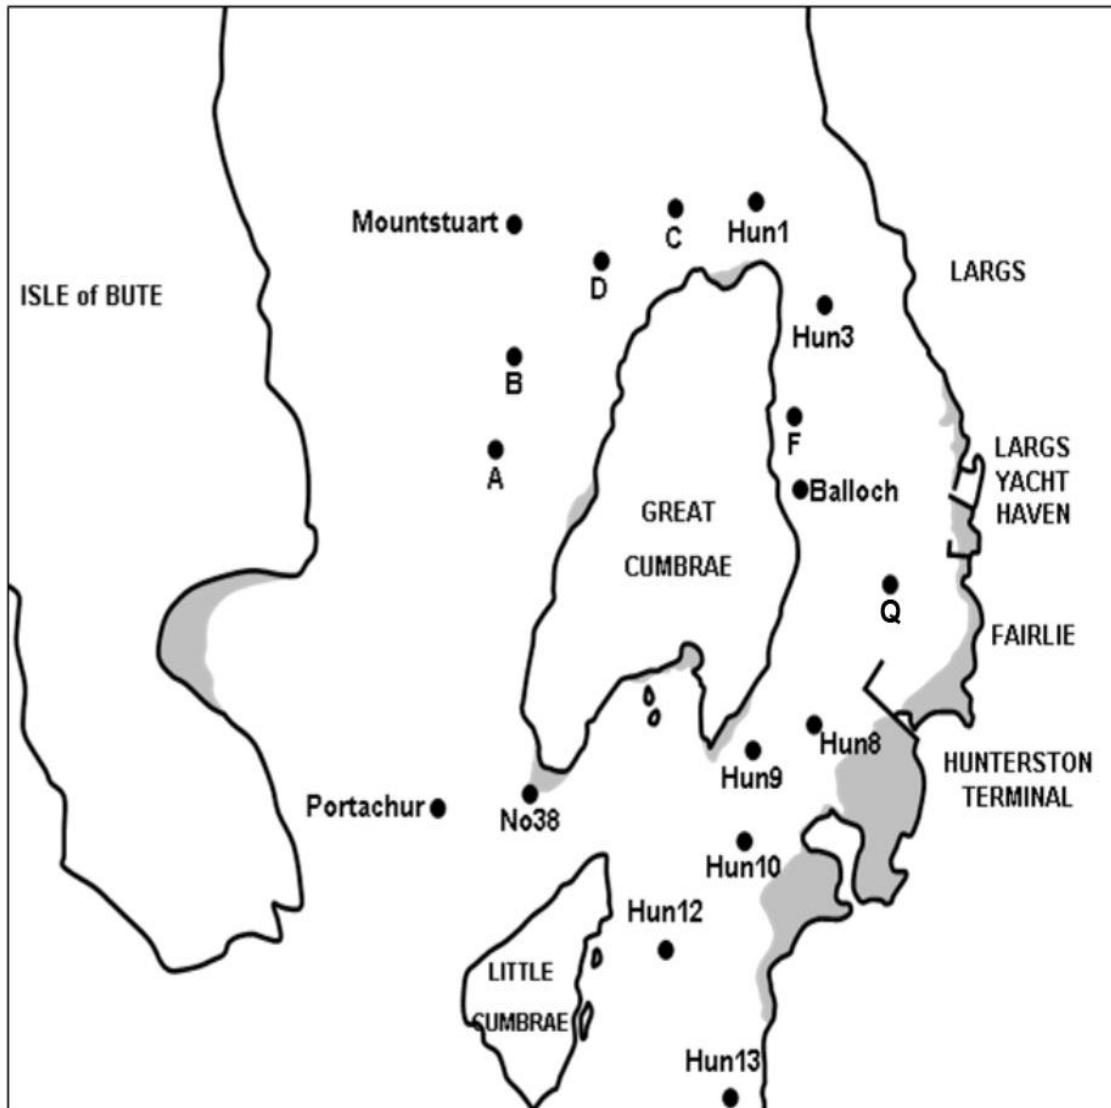 Mountstuart
C
Hun1
D
LARGS
ISLE of BUTE
Hun3
B
F
LARGS
YACHT
HAVEN
A
Balloch
GREAT
CUMBRAE
Q
FAIRLIE
Hun8
Hun9
HUNTERSTON
TERMINAL
Portachur
No38
Hun10
Hun12
LITTLE
CUMBRAE
Hun13